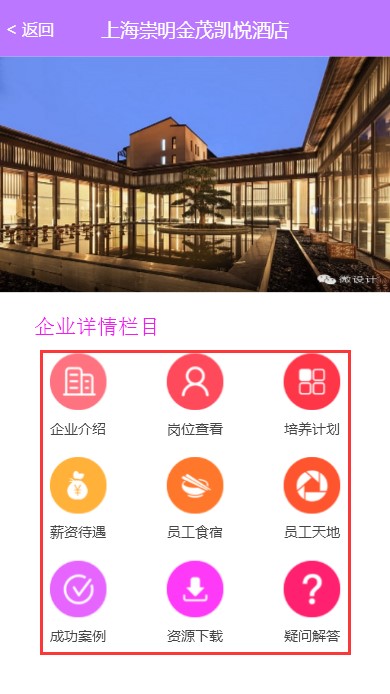 < 返回 上海崇明金茂凯悦酒店
微设计
企业详情栏目
企业介绍 岗位查看 培养计划
¥
薪资待遇 员工食宿 员工天地
?
成功案例 资源下载 疑问解答